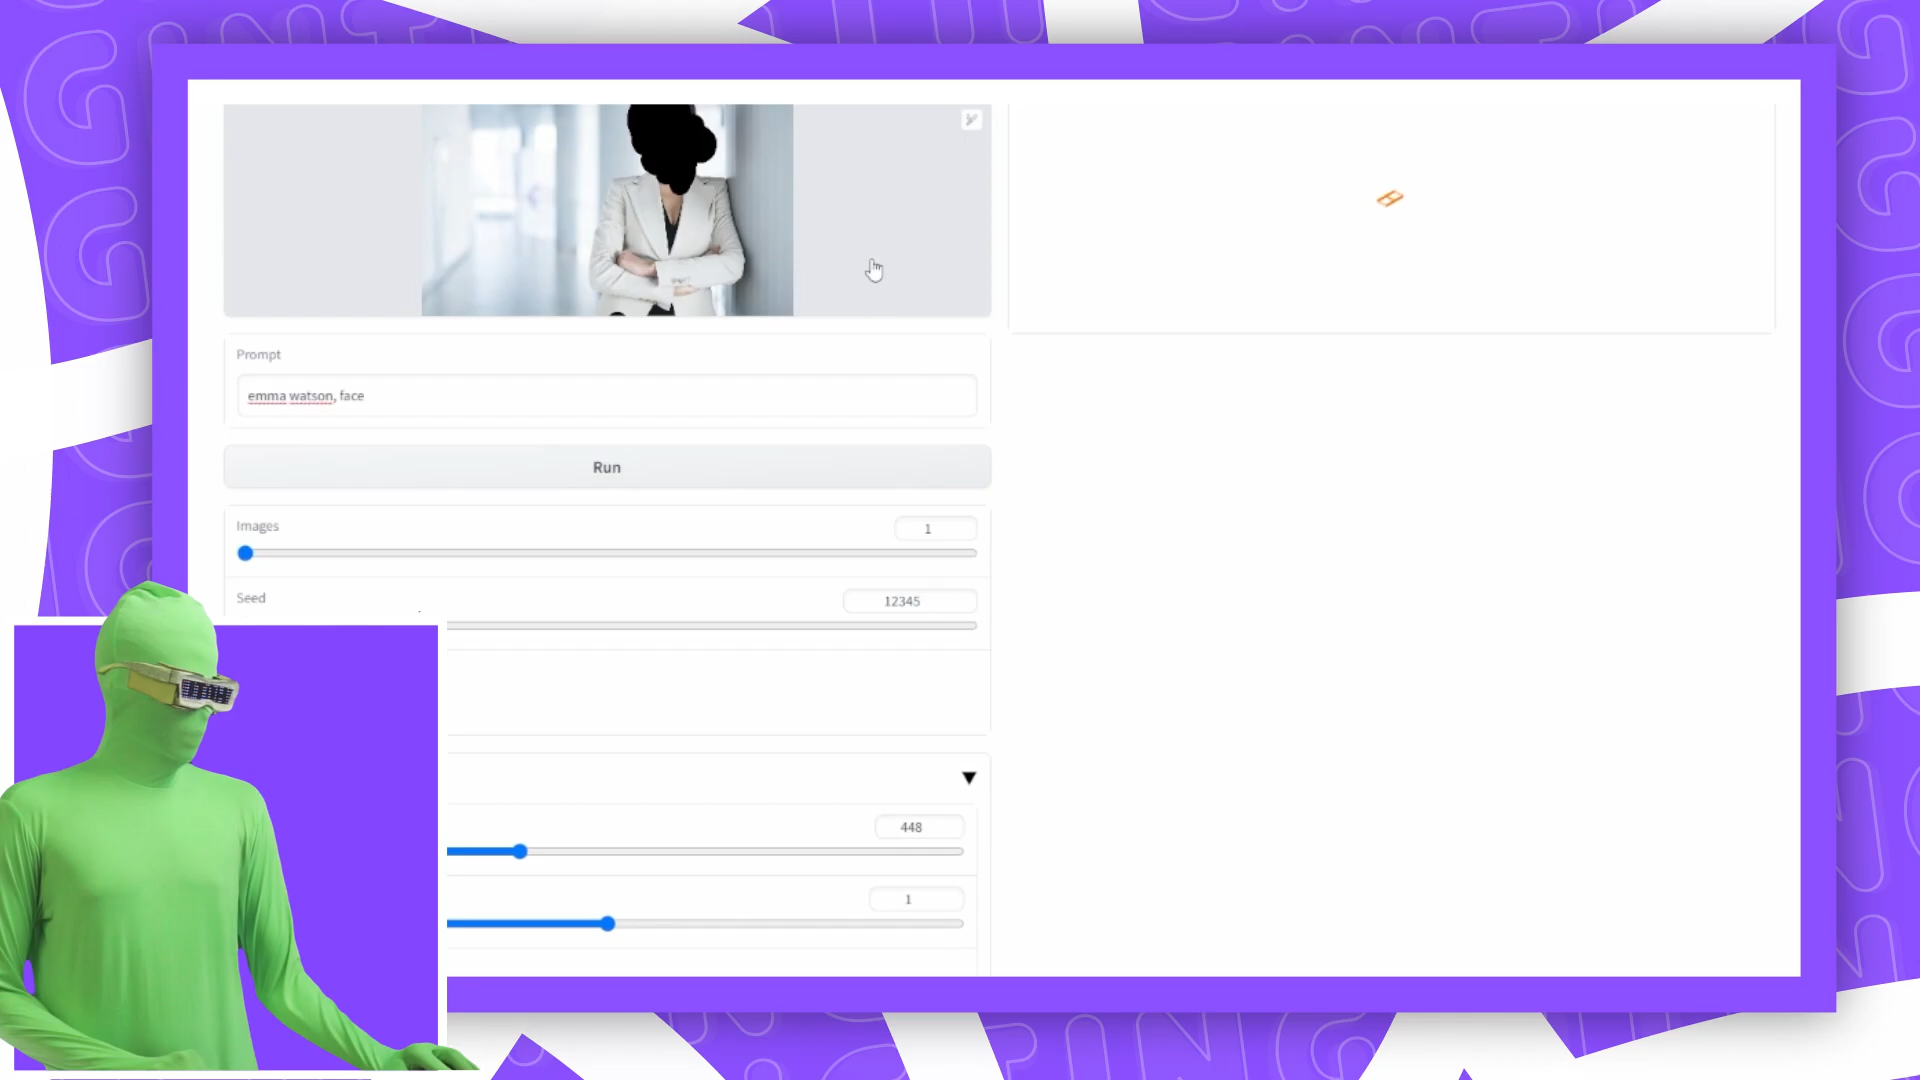 Prompt
emma watson, face
Run
Images
1
Seed
12345
448
1